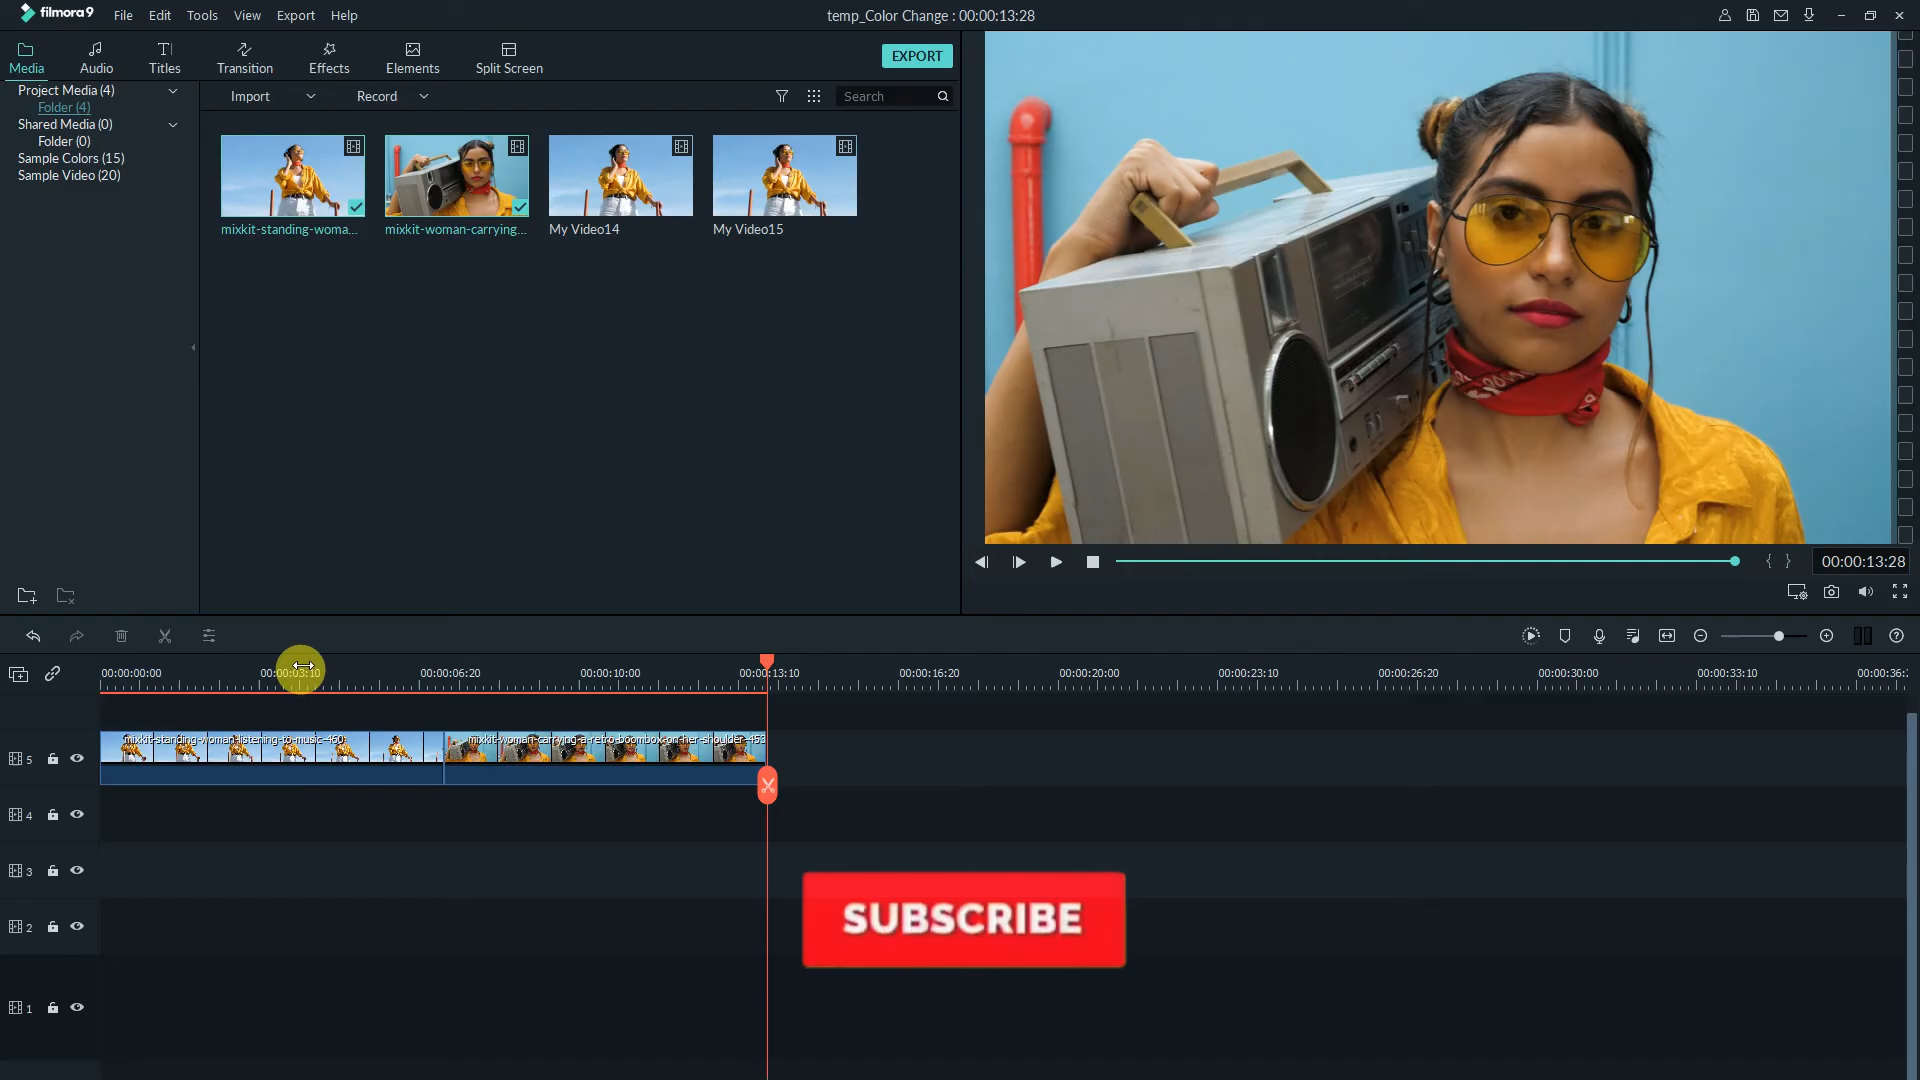 filmora9 File Edit Tools View Export Help temp_Color Change : 00:00:13:28
Media Audio Titles Transition Effects Elements Split Screen EXPORT
Project Media (4) Import Record Search
Folder (4)
Shared Media (0)
Folder (0)
Sample Colors (15)
Sample Video (20)
mixkit-standing-woma... mixkit-woman-carrying... My Video14 My Video15
00:00:13:28
00:00:00:00 00:00:03:10 00:00:06:20 00:00:10:00 00:00:13:10 00:00:16:20 00:00:20:00 00:00:23:10 00:00:26:20 00:00:30:00 00:00:33:10 00:00:36:
mixkit-standing-woman-listening-to-music-460 mixkit-woman-carrying-a-retro-boombox-on-her-shoulder-453
5
4
3
2
SUBSCRIBE
1